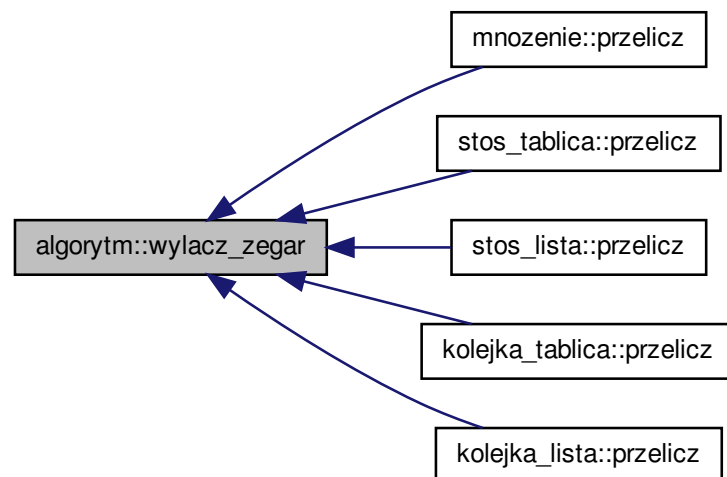 mnozenie::przelicz
stos_tablica::przelicz
algorytm::wylacz_zegar
stos_lista::przelicz
kolejka_tablica::przelicz
kolejka_lista::przelicz